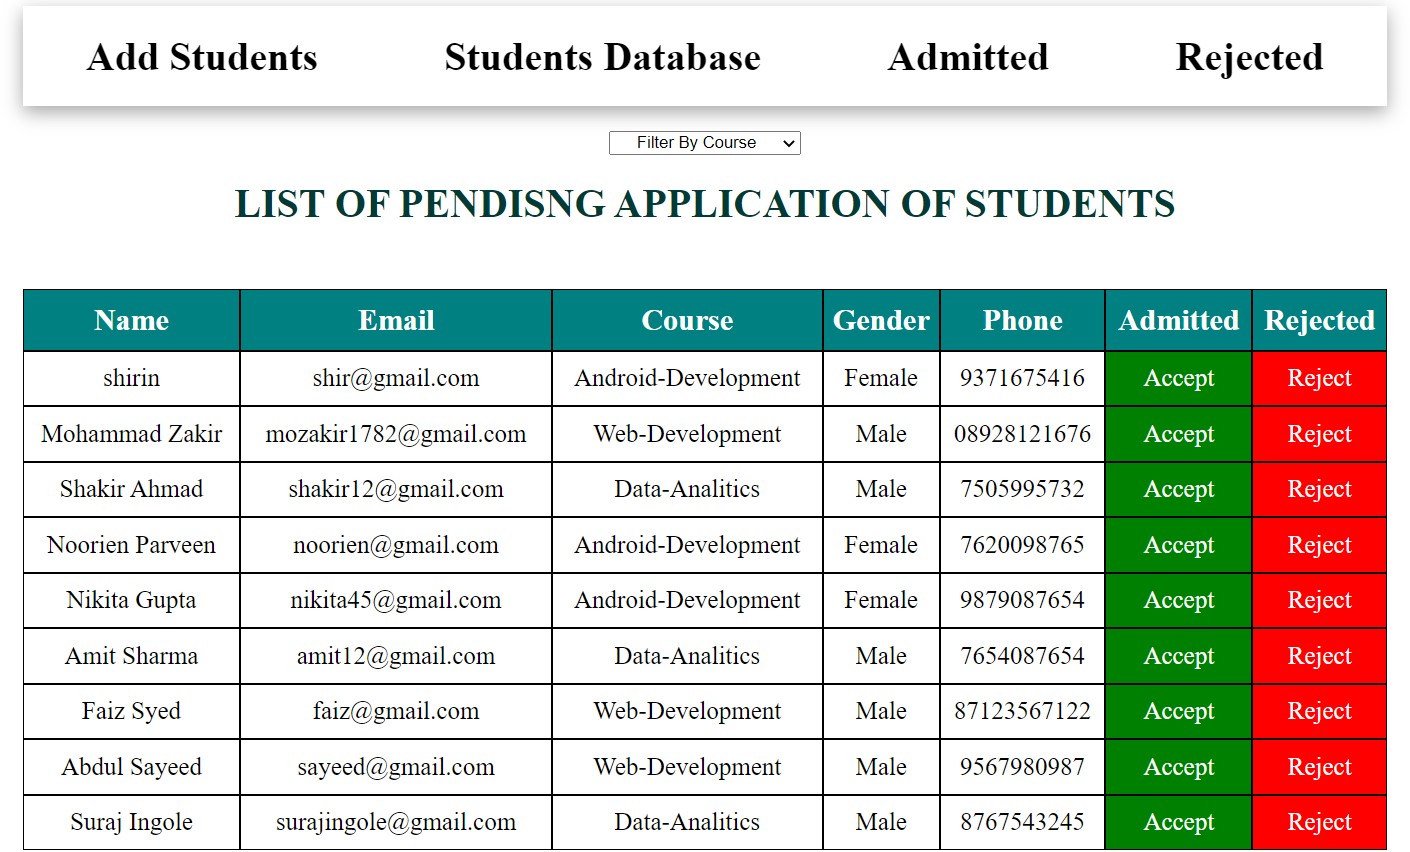 Add Students Students Database Admitted Rejected
Filter By Course
LIST OF PENDISNG APPLICATION OF STUDENTS
Name Email Course Gender Phone Admitted Rejected
shirin shir@gmail.com Android-Development Female 9371675416 Accept Reject
Mohammad Zakir mozakir1782@gmail.com Web-Development Male 08928121676 Accept Reject
Shakir Ahmad shakir12@gmail.com Data-Analitics Male 7505995732 Accept Reject
Noorien Parveen noorien@gmail.com Android-Development Female 7620098765 Accept Reject
Nikita Gupta nikita45@gmail.com Android-Development Female 9879087654 Accept Reject
Amit Sharma amit12@gmail.com Data-Analitics Male 7654087654 Accept Reject
Faiz Syed faiz@gmail.com Web-Development Male 87123567122 Accept Reject
Abdul Sayeed sayeed@gmail.com Web-Development Male 9567980987 Accept Reject
Suraj Ingole surajingole@gmail.com Data-Analitics Male 8767543245 Accept Reject